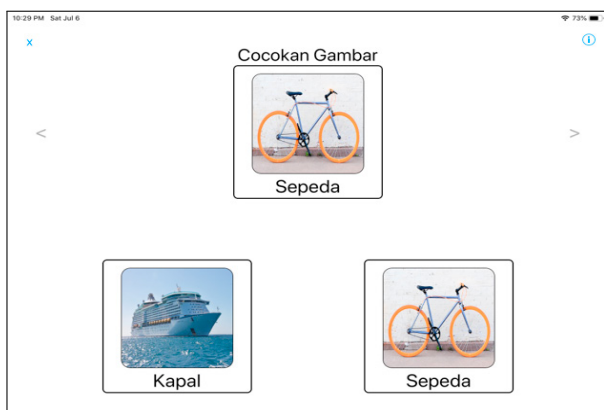 10:29 PM Sat Jul 6 73%
x
Cocokan Gambar
< >
Sepeda
Kapal Sepeda